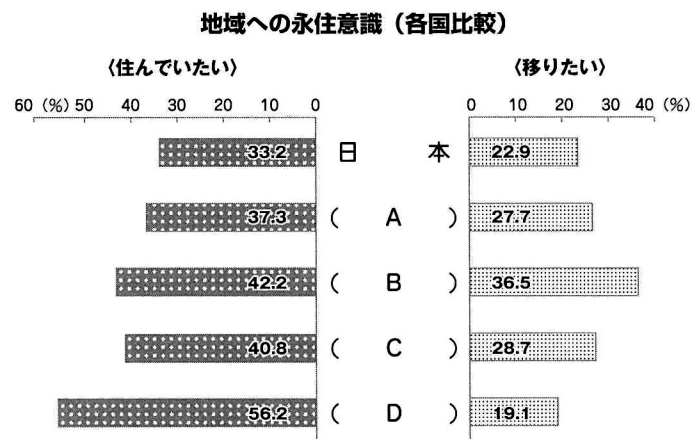 地域への永住意識（各国比較）
〈住んでいたい〉 〈移りたい〉
60 (%) 50 40 30 20 10 0 0 10 20 30 40 (%)
33.2 日 本 22.9
37.3 ( A ) 27.7
42.2 ( B ) 36.5
40.8 ( C ) 28.7
56.2 ( D ) 19.1